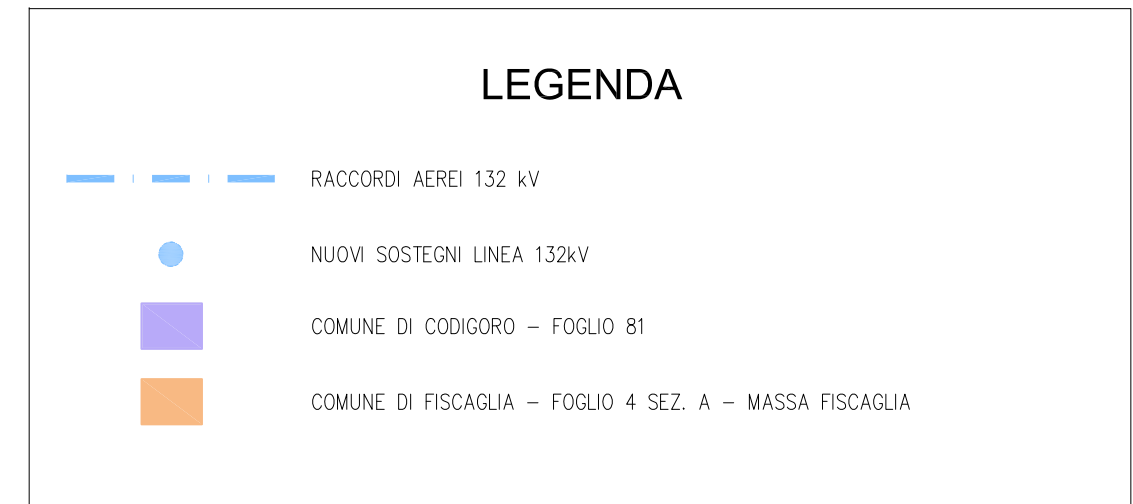 LEGENDA
RACCORDI AEREI 132 kV
NUOVI SOSTEGNI LINEA 132kV
COMUNE DI CODIGORO – FOGLIO 81
COMUNE DI FISCAGLIA – FOGLIO 4 SEZ. A – MASSA FISCAGLIA